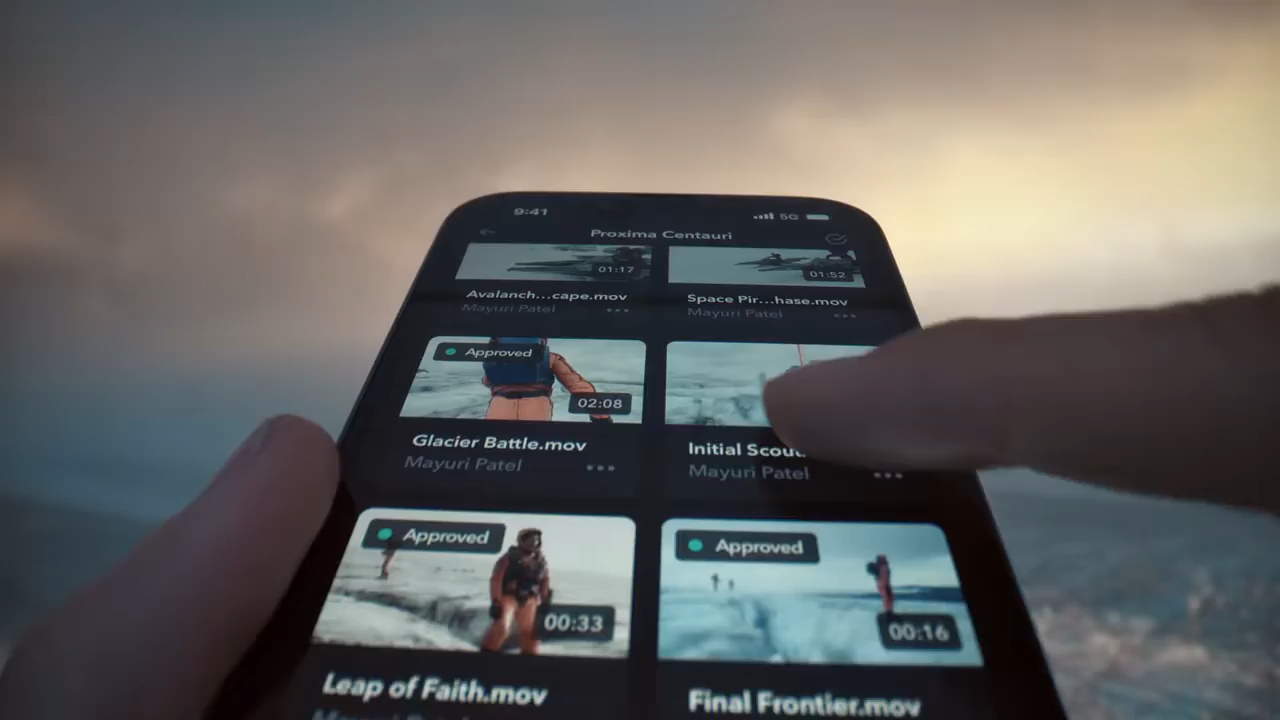 9:41
5G
Proxima Centauri
01:17
01:52
Avalanch...cape.mov
Space Pir...hase.mov
Mayuri Patel
Mayuri Patel
Approved
02:08
Glacier Battle.mov
Initial Scout
Mayuri Patel
Mayuri Patel
Approved
Approved
00:33
00:16
Leap of Faith.mov
Final Frontier.mov